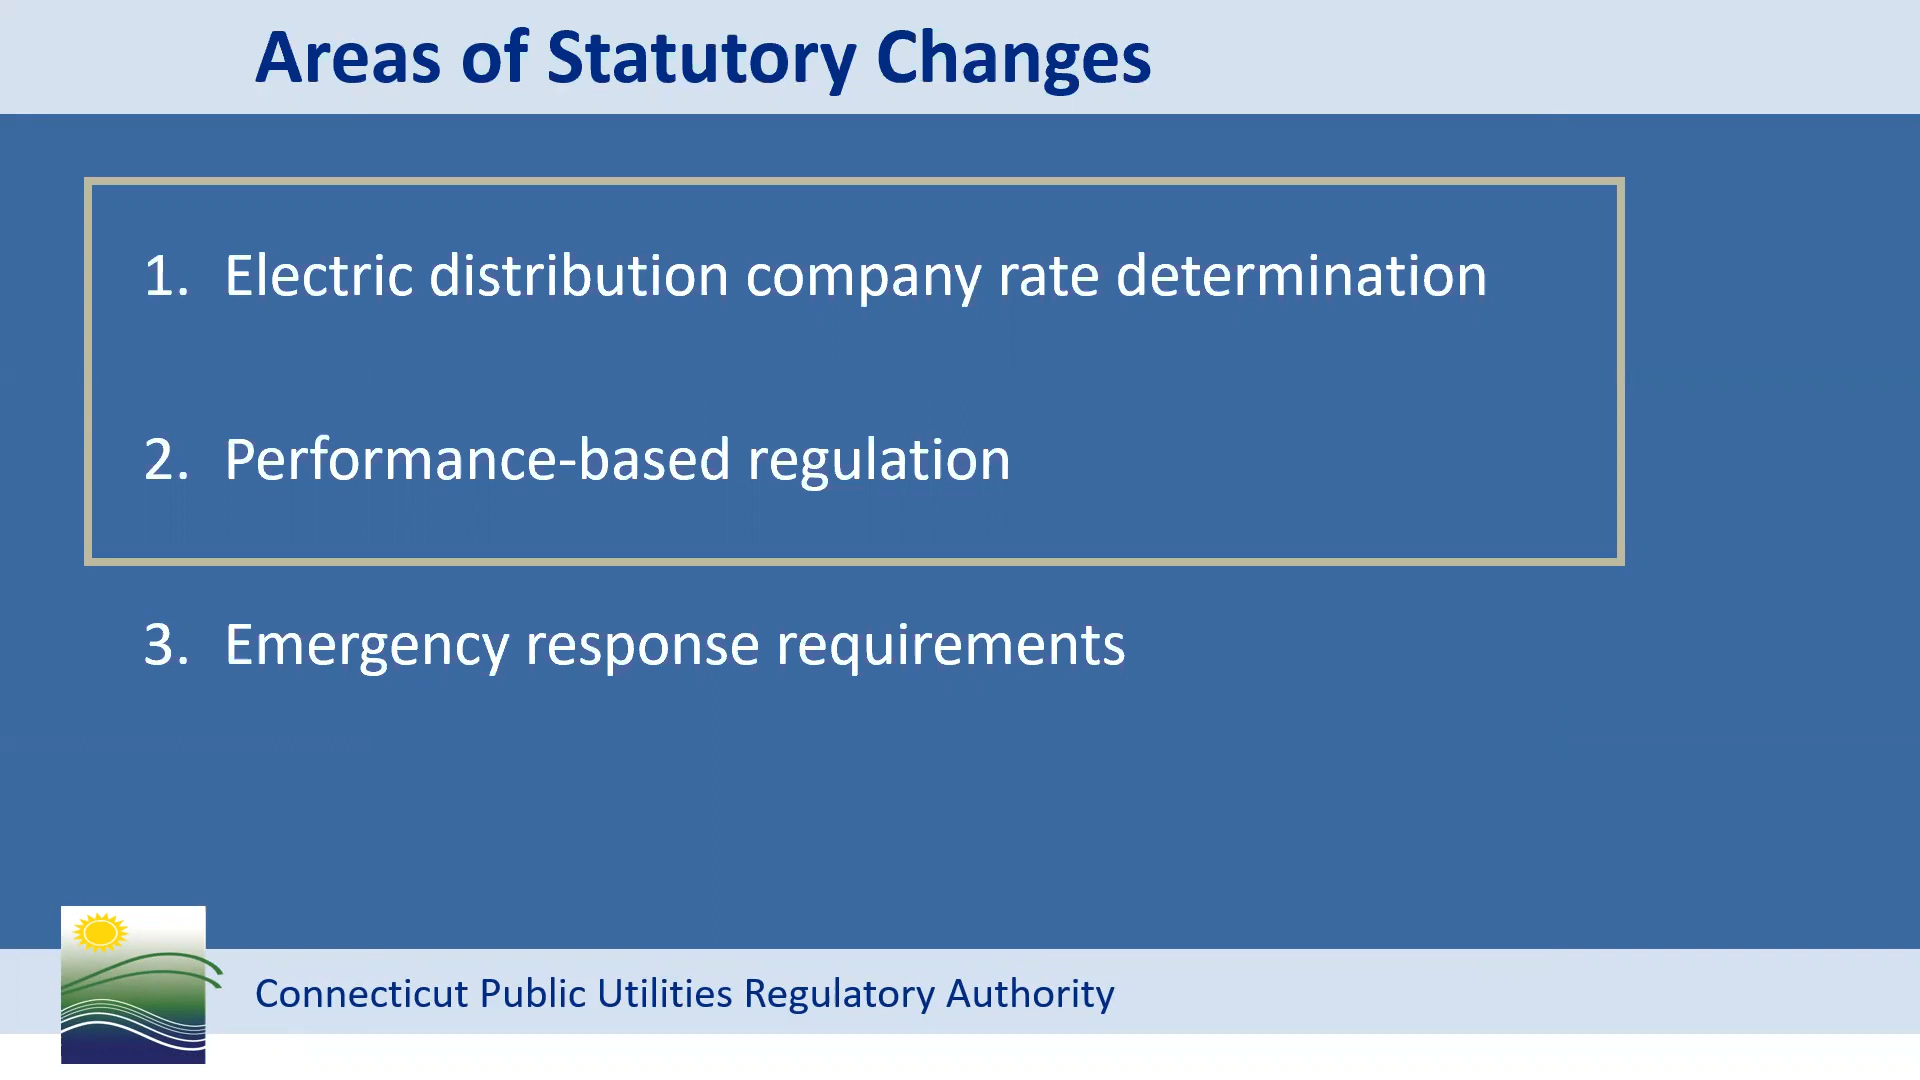 Areas of Statutory Changes
1. Electric distribution company rate determination
2. Performance-based regulation
3. Emergency response requirements
Connecticut Public Utilities Regulatory Authority